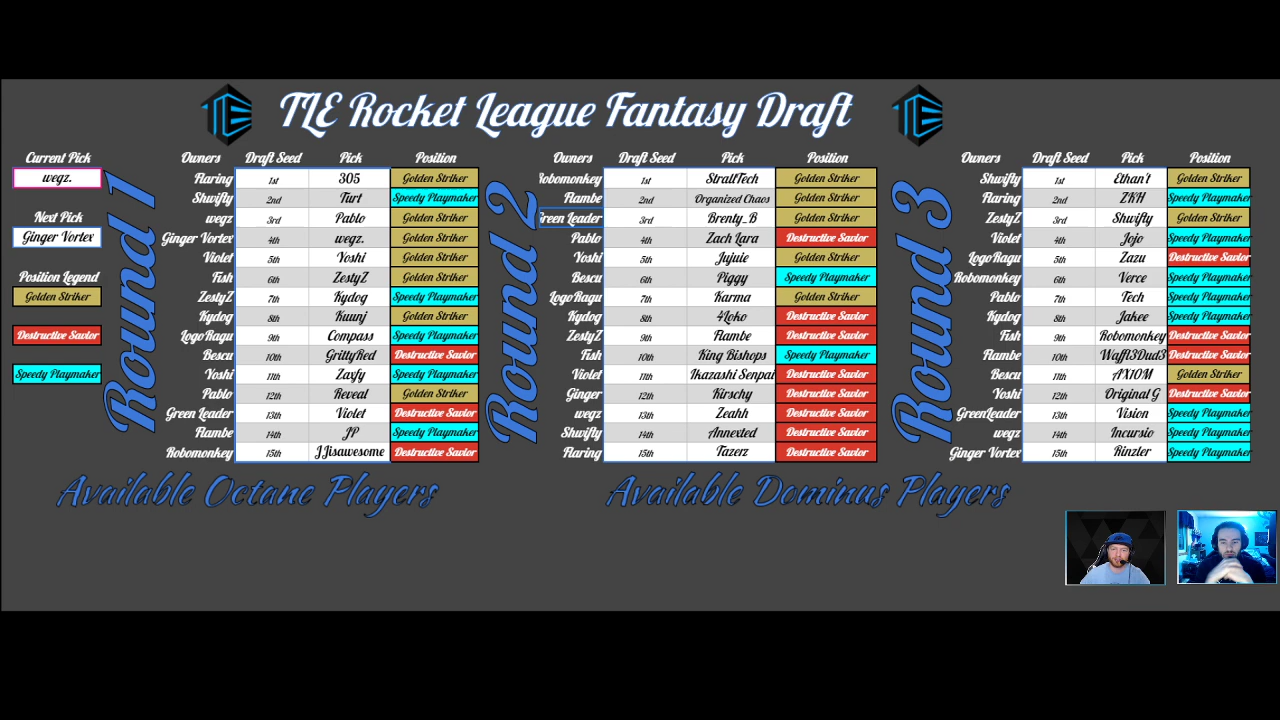 TLE Rocket League Fantasy Draft
TLE
TLE
Current Pick
wegz.
Next Pick
Ginger Vortex
Position Legend
Golden Striker
Destructive Savior
Speedy Playmaker
Round 1
Owners Draft Seed Pick Position
Flaring 1st 305 Golden Striker
Shwifty 2nd Turt Speedy Playmaker
wegz 3rd Pablo Golden Striker
Ginger Vortex 4th wegz. Golden Striker
Violet 5th Yoshi Golden Striker
Fish 6th ZestyZ Golden Striker
ZestyZ 7th Kydog Speedy Playmaker
Kydog 8th Kuunj Golden Striker
LogoRagu 9th Compass Speedy Playmaker
Bescu 10th GrittyRed Destructive Savior
Yoshi 11th Zaxfy Speedy Playmaker
Pablo 12th Reveal Golden Striker
Green Leader 13th Violet Destructive Savior
Flambe 14th JP Speedy Playmaker
Robomonkey 15th JJisawesome Destructive Savior
Round 2
Owners Draft Seed Pick Position
Robomonkey 1st StraltTech Golden Striker
Flambe 2nd Organized Chaos Golden Striker
Green Leader 3rd Brenty_B Golden Striker
Pablo 4th Zach Lara Destructive Savior
Yoshi 5th Jujuie Golden Striker
Bescu 6th Piggy Speedy Playmaker
LogoRagu 7th Karma Golden Striker
Kydog 8th 4Loko Destructive Savior
ZestyZ 9th Flambe Destructive Savior
Fish 10th King Bishops Speedy Playmaker
Violet 11th Ikazashi Senpai Destructive Savior
Ginger 12th Kirschy Destructive Savior
wegz 13th Zeahh Destructive Savior
Shwifty 14th Annexted Destructive Savior
Flaring 15th Tazerz Destructive Savior
Round 3
Owners Draft Seed Pick Position
Shwifty 1st Ethan't Golden Striker
Flaring 2nd ZKH Speedy Playmaker
ZestyZ 3rd Shwifty Golden Striker
Violet 4th Jojo Speedy Playmaker
LogoRagu 5th Zazu Destructive Savior
Robomonkey 6th Verce Speedy Playmaker
Pablo 7th Tech Speedy Playmaker
Kydog 8th Jakee Speedy Playmaker
Fish 9th Robomonkey Destructive Savior
Flambe 10th Waffl3Dud3 Destructive Savior
Bescu 11th AX10M Golden Striker
Yoshi 12th Original G Destructive Savior
GreenLeader 13th Vision Speedy Playmaker
wegz 14th Incursio Speedy Playmaker
Ginger Vortex 15th Rinzler Speedy Playmaker
Available Octane Players
Available Dominus Players